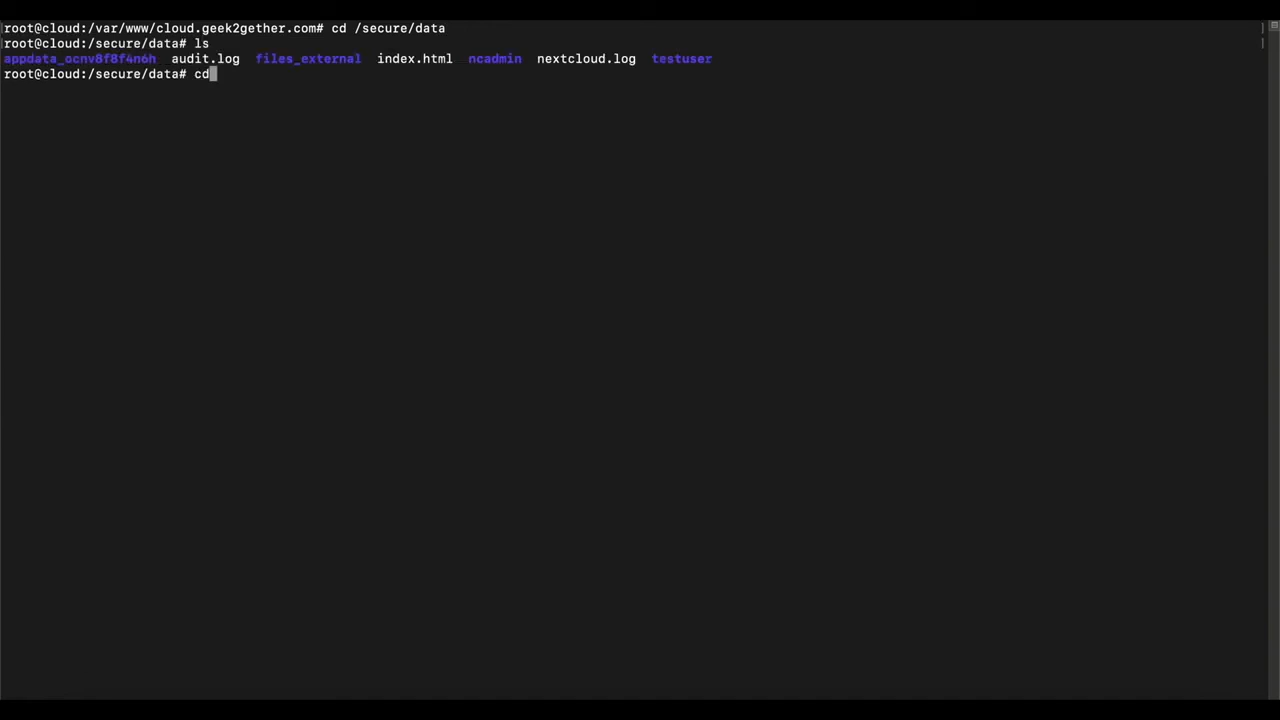 root@cloud:/var/www/cloud.geek2gether.com# cd /secure/data
root@cloud:/secure/data# ls
appdata_ocnv8f8f4n6h audit.log files_external index.html ncadmin nextcloud.log testuser
root@cloud:/secure/data# cd